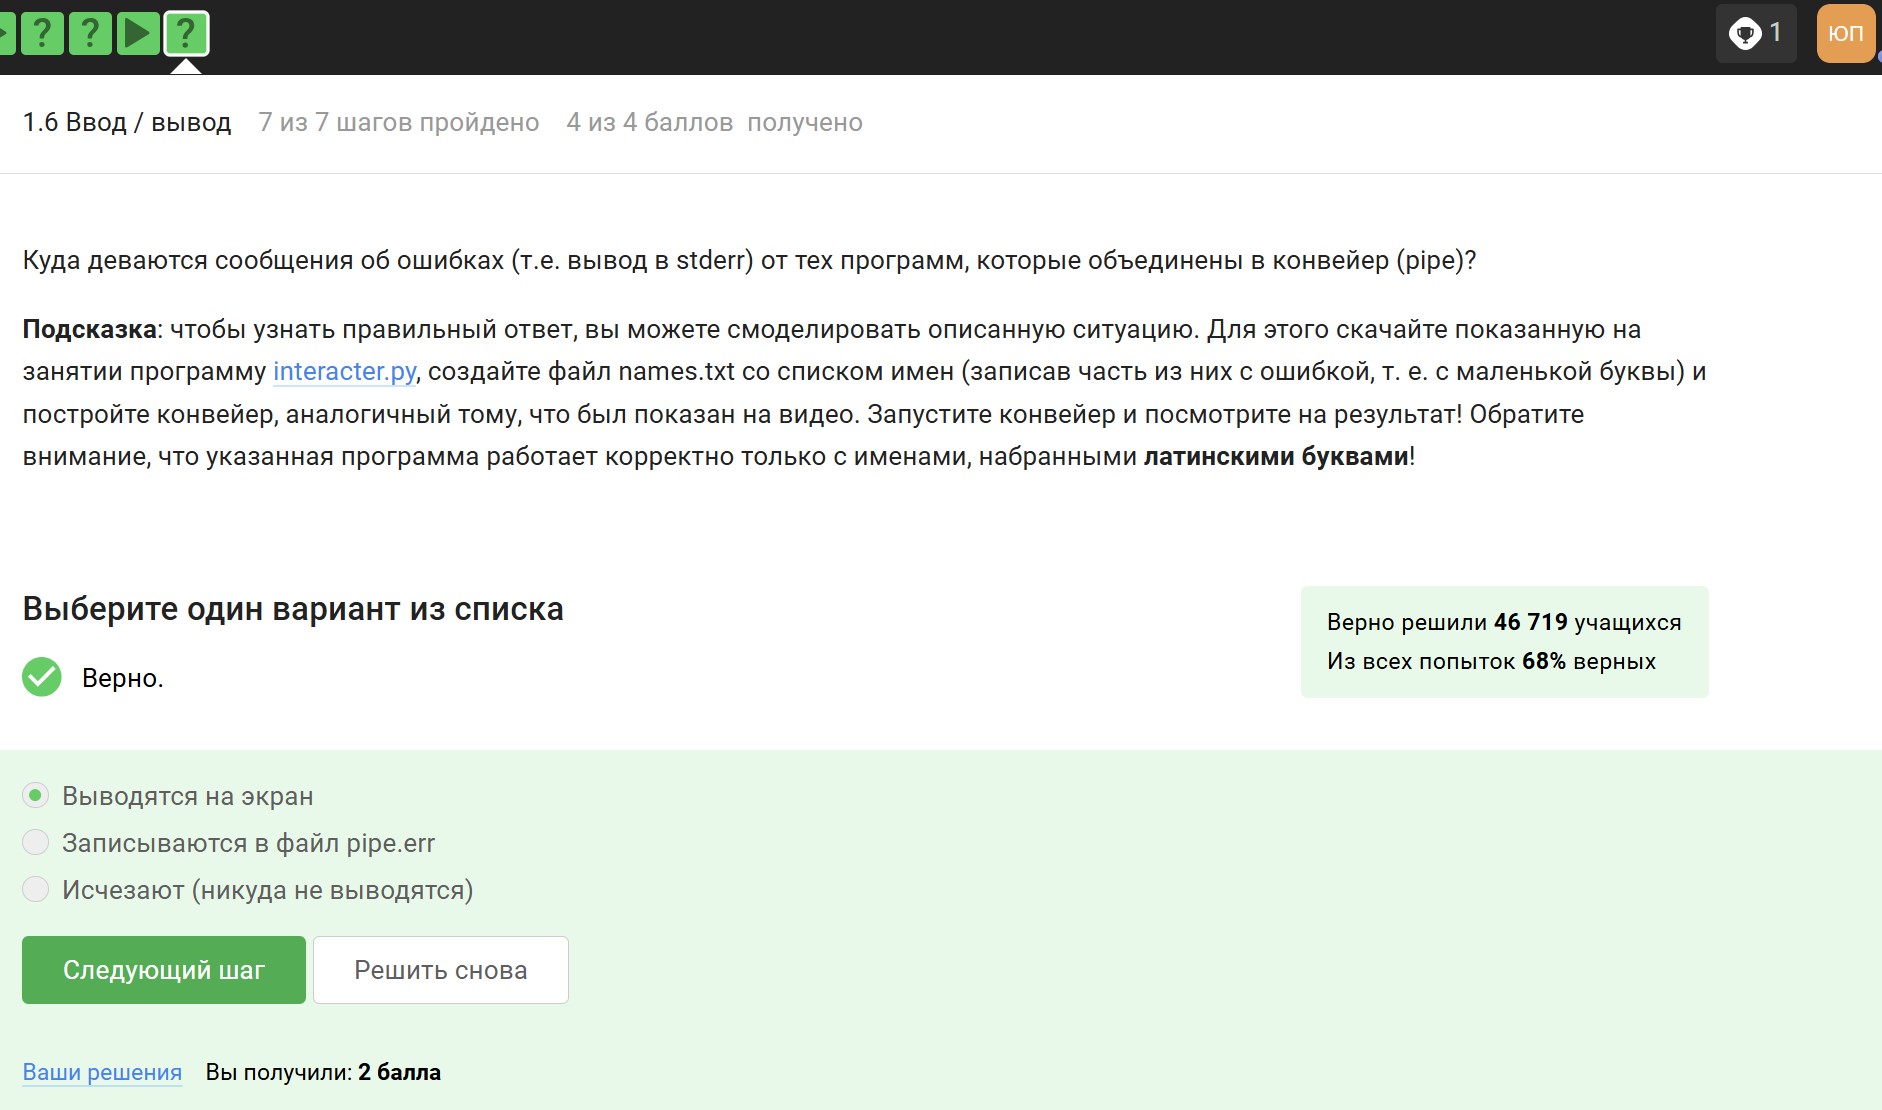 ? ? ?
1
ЮП
1.6 Ввод / вывод 7 из 7 шагов пройдено 4 из 4 баллов получено
Куда деваются сообщения об ошибках (т.е. вывод в stderr) от тех программ, которые объединены в конвейер (pipe)?
Подсказка: чтобы узнать правильный ответ, вы можете смоделировать описанную ситуацию. Для этого скачайте показанную на
занятии программу interacter.py, создайте файл names.txt со списком имен (записав часть из них с ошибкой, т. е. с маленькой буквы) и
постройте конвейер, аналогичный тому, что был показан на видео. Запустите конвейер и посмотрите на результат! Обратите
внимание, что указанная программа работает корректно только с именами, набранными латинскими буквами!
Выберите один вариант из списка
Верно решили 46 719 учащихся
Из всех попыток 68% верных
Верно.
Выводятся на экран
Записываются в файл pipe.err
Исчезают (никуда не выводятся)
Следующий шаг Решить снова
Ваши решения Вы получили: 2 балла